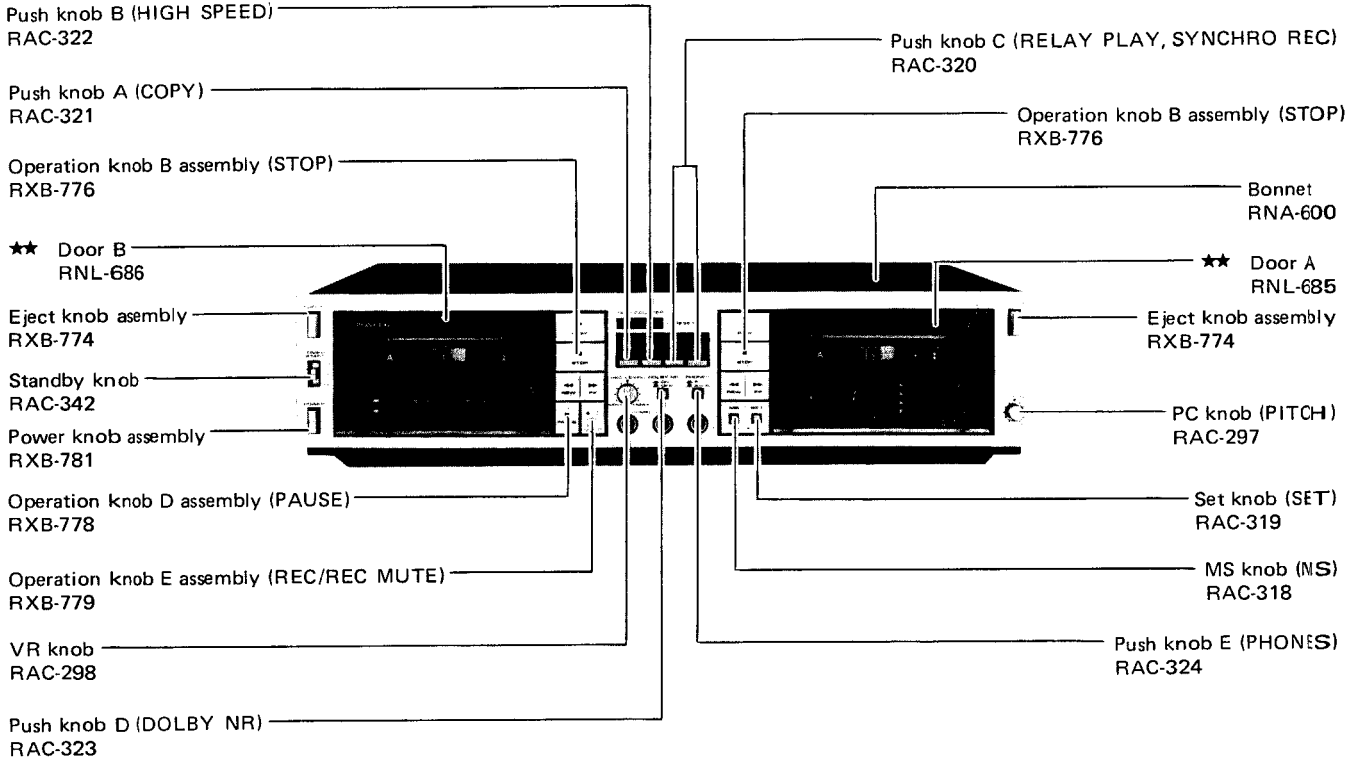 Push knob B (HIGH SPEED)
RAC-322
Push knob A (COPY)
RAC-321
Operation knob B assembly (STOP)
RXB-776
★★ Door B
RNL-686
Eject knob asembly
RXB-774
Standby knob
RAC-342
Power knob assembly
RXB-781
Operation knob D assembly (PAUSE)
RXB-778
Operation knob E assembly (REC/REC MUTE)
RXB-779
VR knob
RAC-298
Push knob D (DOLBY NR)
RAC-323
Push knob C (RELAY PLAY, SYNCHRO REC)
RAC-320
Operation knob B assembly (STOP)
RXB-776
Bonnet
RNA-600
★★ Door A
RNL-685
Eject knob assembly
RXB-774
PC knob (PITCH)
RAC-297
Set knob (SET)
RAC-319
MS knob (MS)
RAC-318
Push knob E (PHONES)
RAC-324
STOP
STOP